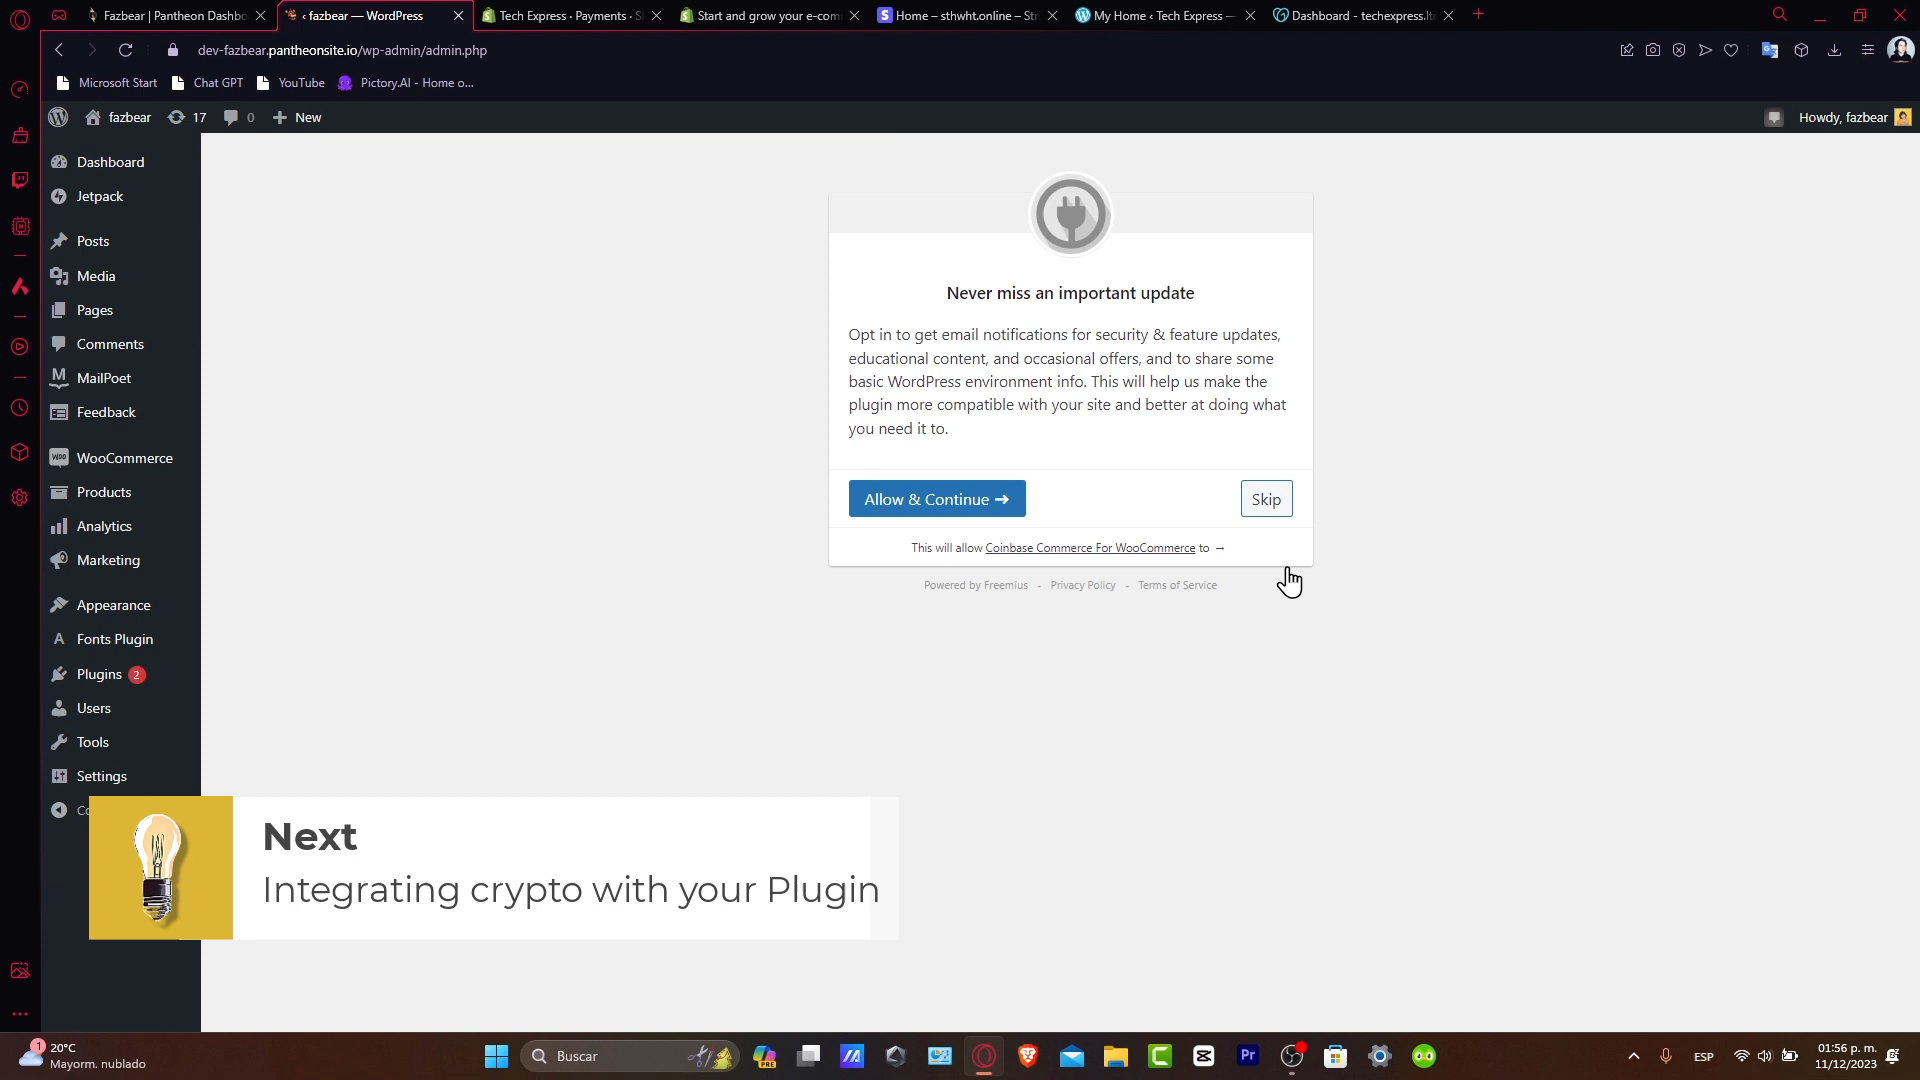 Fazbear | Pantheon Dashbo
‹ fazbear — WordPress
Tech Express · Payments · S
Start and grow your e-com
Home – sthwht.online – Str
My Home ‹ Tech Express —
Dashboard - techexpress.lt
dev-fazbear.pantheonsite.io/wp-admin/admin.php
Microsoft Start
Chat GPT
YouTube
Pictory.AI - Home o...
fazbear
17
0
New
Howdy, fazbear
Dashboard
Jetpack
Posts
Media
Pages
Comments
MailPoet
Feedback
WooCommerce
Products
Analytics
Marketing
Appearance
Fonts Plugin
Plugins 2
Users
Tools
Settings
Never miss an important update
Opt in to get email notifications for security & feature updates,
educational content, and occasional offers, and to share some
basic WordPress environment info. This will help us make the
plugin more compatible with your site and better at doing what
you need it to.
Allow & Continue ➜
Skip
This will allow Coinbase Commerce For WooCommerce to →
Powered by Freemius - Privacy Policy - Terms of Service
Next
Integrating crypto with your Plugin
1
20°C
Mayorm. nublado
Buscar
PRE
Pr
ESP
01:56 p. m.
11/12/2023